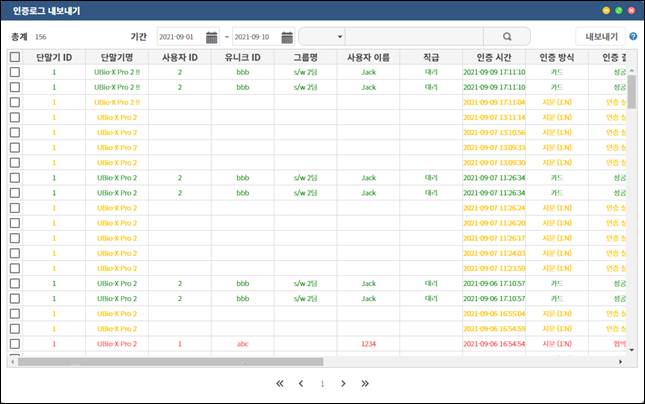 인증로그 내보내기
총계 156 기간 2021-09-01 ~ 2021-09-10 내보내기
단말기 ID 단말기명 사용자 ID 유니크 ID 그룹명 사용자 이름 직급 인증 시간 인증 방식 인증 결
1 UBio-X Pro 2 !! 2 bbb s/w 2팀 Jack 대리 2021-09-09 17:11:10 카드 성공
1 UBio-X Pro 2 !! 2 bbb s/w 2팀 Jack 대리 2021-09-09 17:11:10 카드 성공
1 UBio-X Pro 2 !! 2021-09-09 17:11:04 지문 (1:N) 인증 실
1 UBio-X Pro 2 2021-09-07 13:11:14 지문 (1:N) 인증 실
1 UBio-X Pro 2 2021-09-07 13:10:56 지문 (1:N) 인증 실
1 UBio-X Pro 2 2021-09-07 13:09:33 지문 (1:N) 인증 실
1 UBio-X Pro 2 2021-09-07 13:09:30 지문 (1:N) 인증 실
1 UBio-X Pro 2 2 bbb s/w 2팀 Jack 대리 2021-09-07 11:26:34 카드 성공
1 UBio-X Pro 2 2 bbb s/w 2팀 Jack 대리 2021-09-07 11:26:34 카드 성공
1 UBio-X Pro 2 2021-09-07 11:26:24 지문 (1:N) 인증 실
1 UBio-X Pro 2 2021-09-07 11:26:20 지문 (1:N) 인증 실
1 UBio-X Pro 2 2021-09-07 11:26:17 지문 (1:N) 인증 실
1 UBio-X Pro 2 2021-09-07 11:24:03 지문 (1:N) 인증 실
1 UBio-X Pro 2 2021-09-07 11:23:59 지문 (1:N) 인증 실
1 UBio-X Pro 2 2 bbb s/w 2팀 Jack 대리 2021-09-06 17:10:57 카드 성공
1 UBio-X Pro 2 2 bbb s/w 2팀 Jack 대리 2021-09-06 17:10:57 카드 성공
1 UBio-X Pro 2 2021-09-06 16:55:04 지문 (1:N) 인증 실
1 UBio-X Pro 2 2021-09-06 16:54:59 지문 (1:N) 인증 실
1 UBio-X Pro 2 1 abc 1234 2021-09-06 16:54:54 지문 (1:N) 협박
1